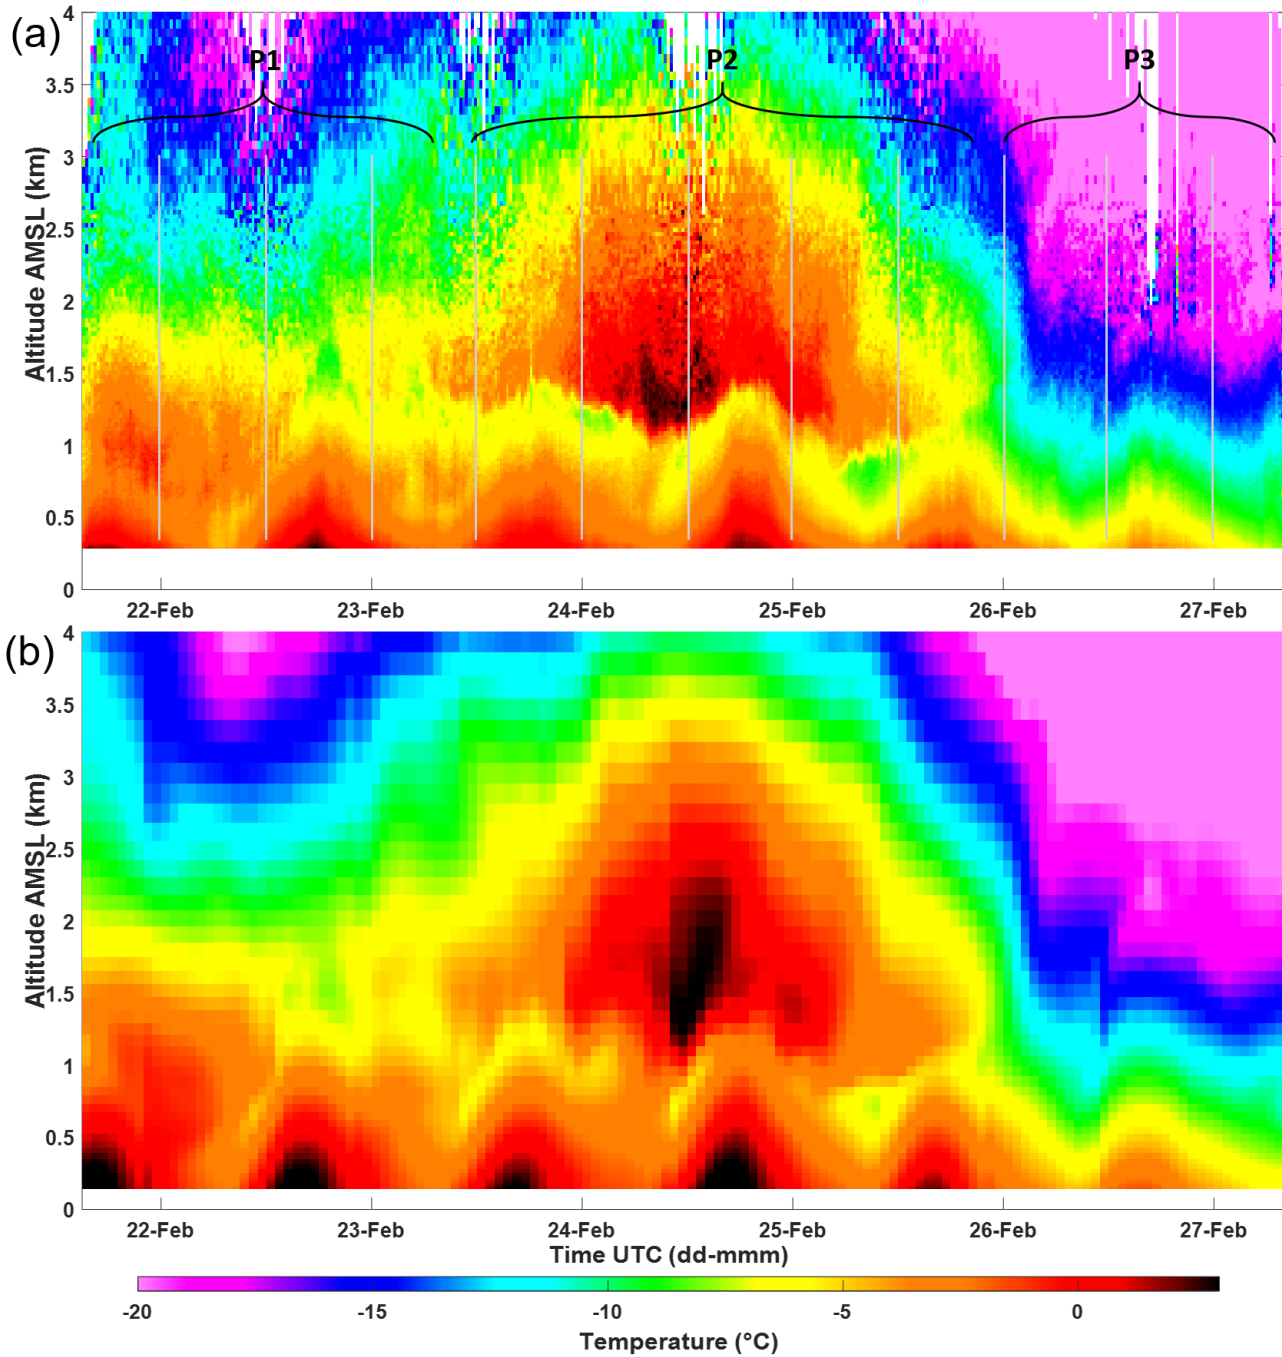 (a)
P1
P2
P3
4
3.5
3
2.5
2
1.5
1
0.5
0
Altitude AMSL (km)
22-Feb 23-Feb 24-Feb 25-Feb 26-Feb 27-Feb
(b)
4
3.5
3
2.5
2
1.5
1
0.5
0
Altitude AMSL (km)
22-Feb 23-Feb 24-Feb 25-Feb 26-Feb 27-Feb
Time UTC (dd-mmm)
-20 -15 -10 -5 0
Temperature (°C)